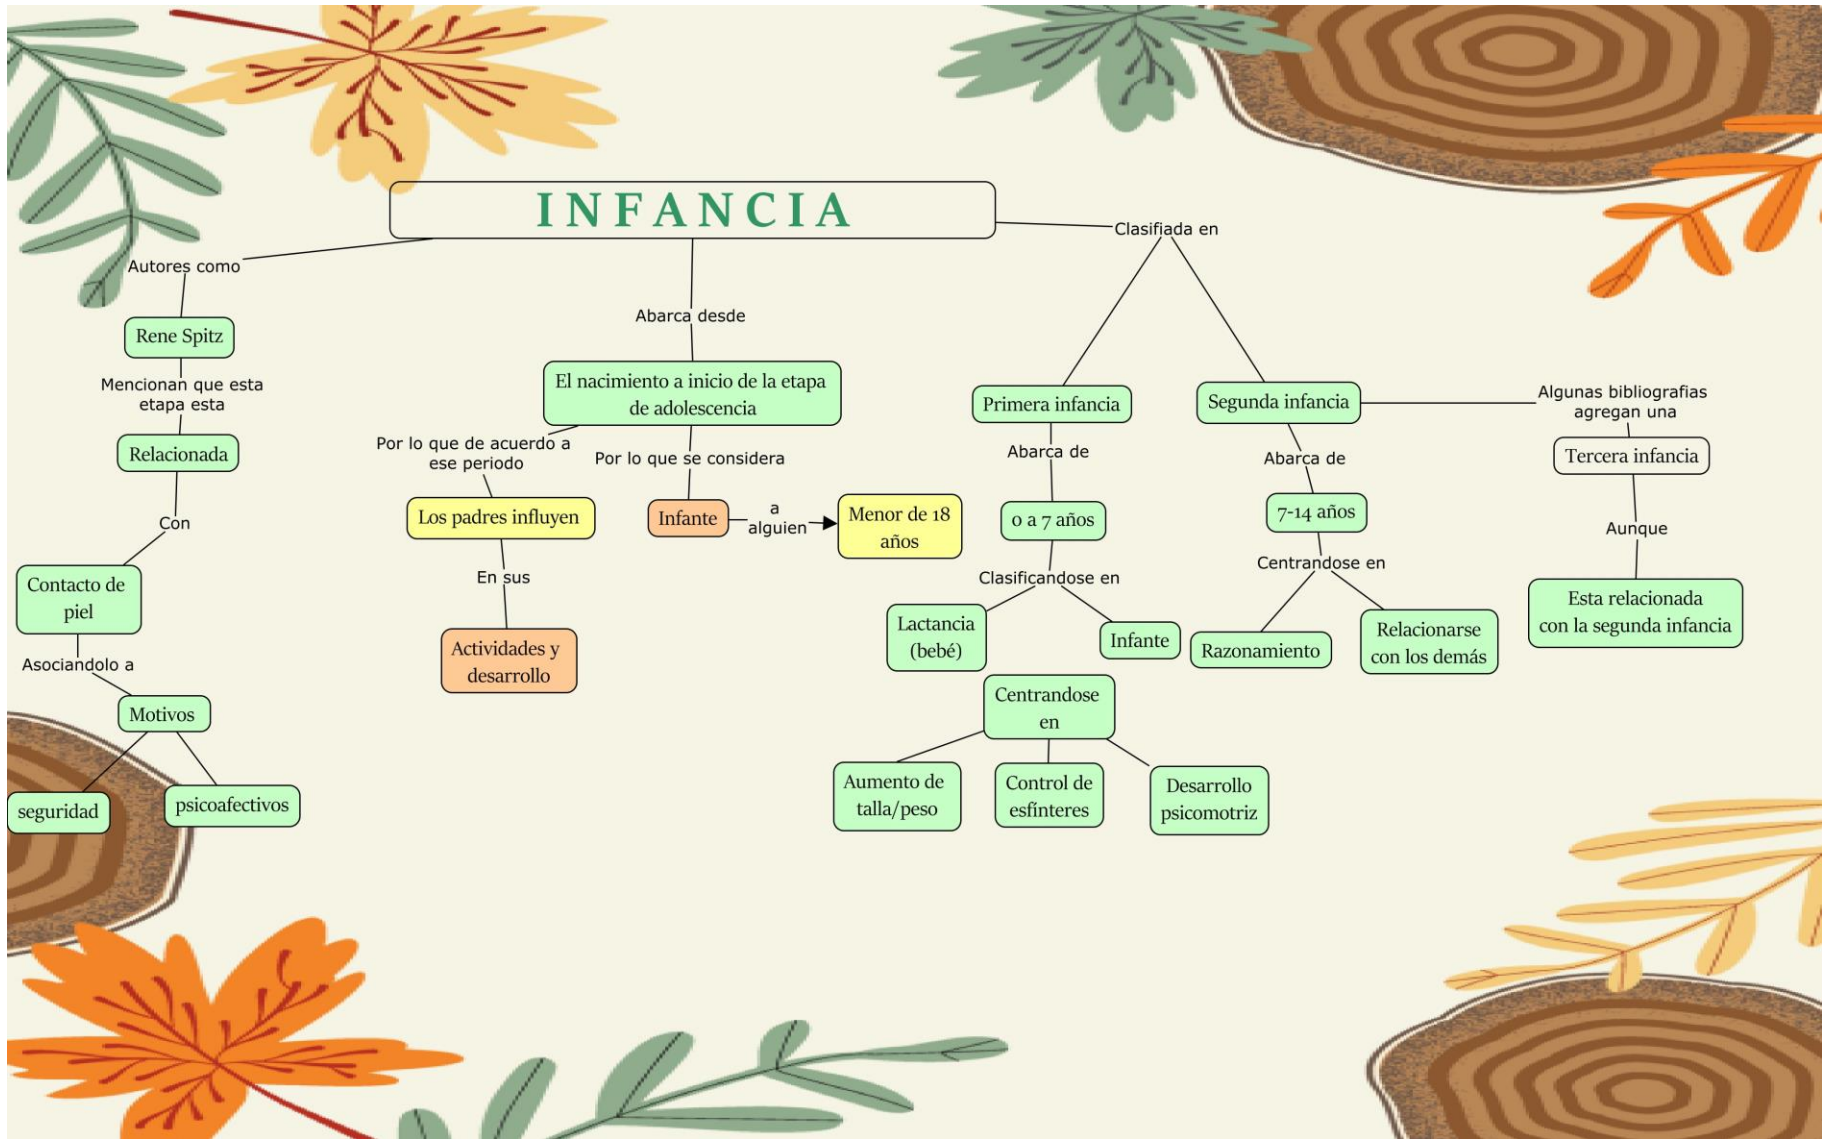 INFANCIA
Autores como
Rene Spitz
Mencionan que esta
etapa esta
Relacionada
Con
Contacto de
piel
Asociandolo a
Motivos
seguridad
psicoafectivos
Abarca desde
El nacimiento a inicio de la etapa
de adolescencia
Por lo que de acuerdo a
ese periodo
Los padres influyen
En sus
Actividades y
desarrollo
Por lo que se considera
Infante
a
alguien
Menor de 18
años
Clasifiada en
Primera infancia
Abarca de
0 a 7 años
Clasificandose en
Lactancia
(bebé)
Infante
Centrandose
en
Aumento de
talla/peso
Control de
esfínteres
Desarrollo
psicomotriz
Segunda infancia
Abarca de
7-14 años
Centrandose en
Razonamiento
Relacionarse
con los demás
Algunas bibliografias
agregan una
Tercera infancia
Aunque
Esta relacionada
con la segunda infancia